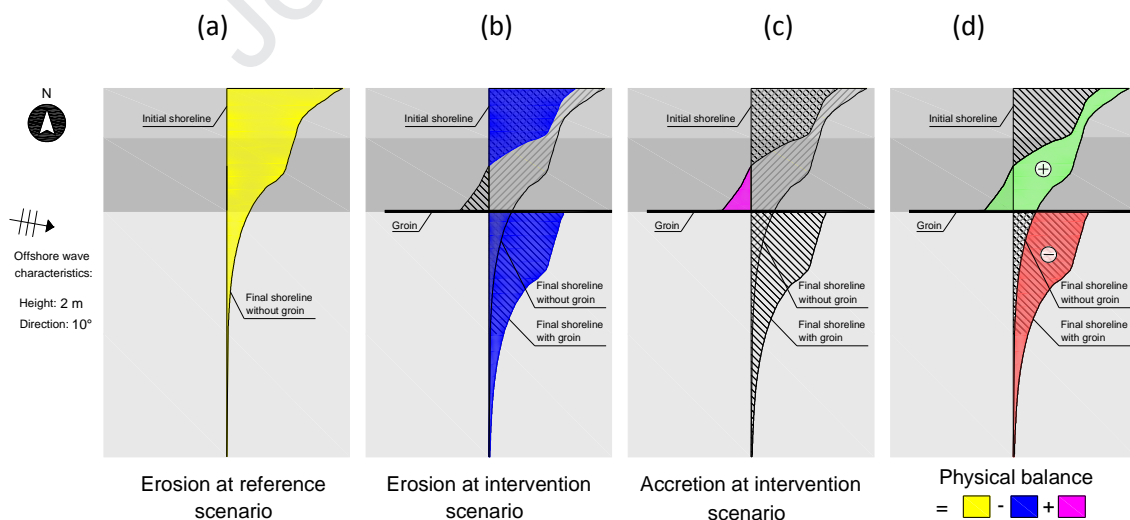 Jo
(a)
(b)
(c)
(d)
N
Offshore wave
characteristics:
Height: 2 m
Direction: 10°
Initial shoreline
Final shoreline
without groin
Erosion at reference
scenario
Initial shoreline
Groin
Final shoreline
without groin
Final shoreline
with groin
Erosion at intervention
scenario
Initial shoreline
Groin
Final shoreline
without groin
Final shoreline
with groin
Accretion at intervention
scenario
Initial shoreline
+
Groin
−
Final shoreline
without groin
Final shoreline
with groin
Physical balance
= - +